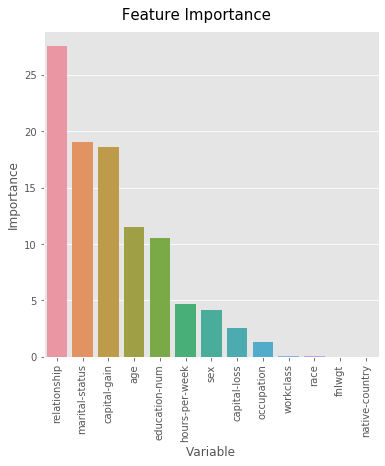 Feature Importance
Importance
25
20
15
10
5
0
relationship
marital-status
capital-gain
age
education-num
hours-per-week
sex
capital-loss
occupation
workclass
race
fnlwgt
native-country
Variable